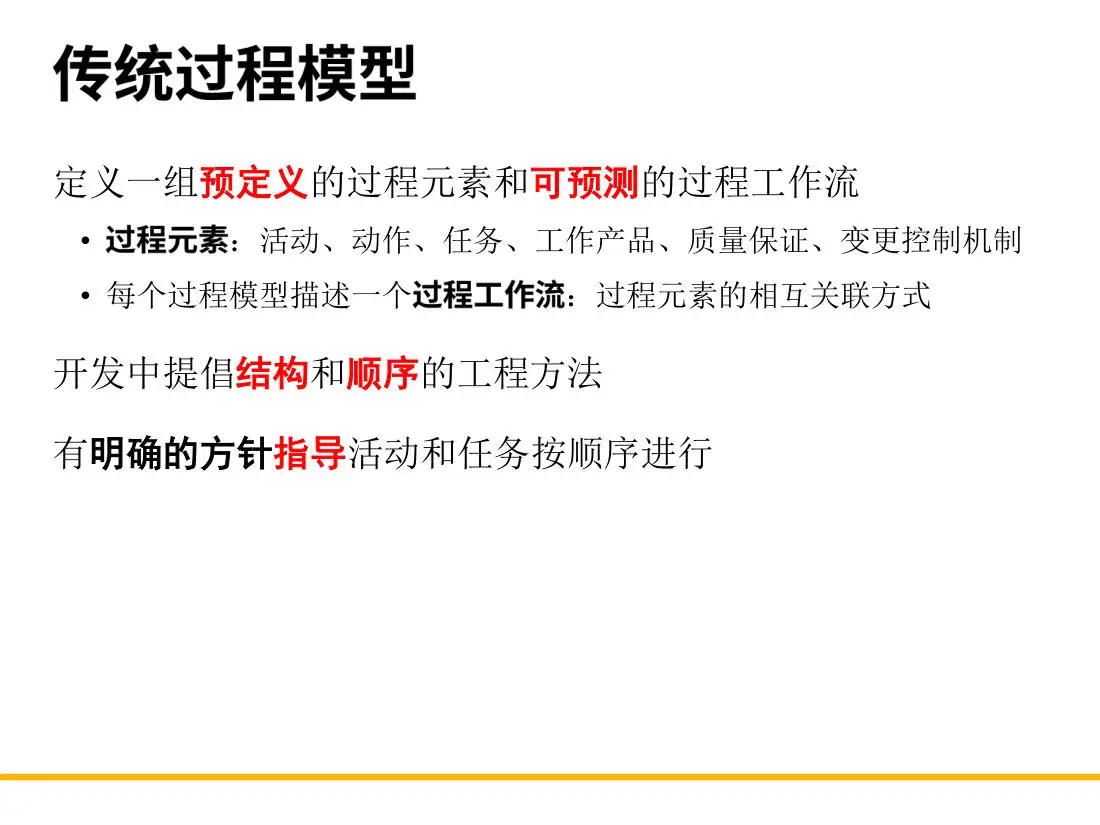 传统过程模型
定义一组预定义的过程元素和可预测的过程工作流
• 过程元素：活动、动作、任务、工作产品、质量保证、变更控制机制
• 每个过程模型描述一个过程工作流：过程元素的相互关联方式
开发中提倡结构和顺序的工程方法
有明确的方针指导活动和任务按顺序进行